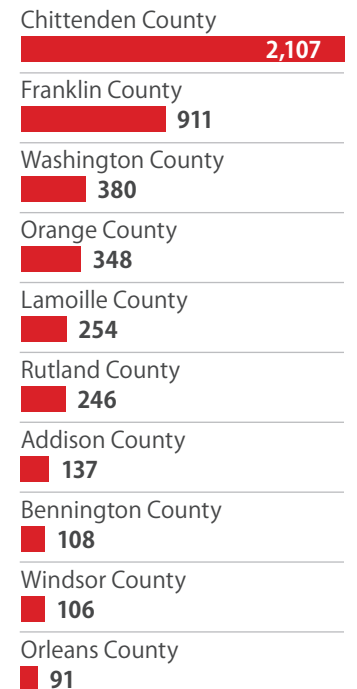 Chittenden County
2,107
Franklin County
911
Washington County
380
Orange County
348
Lamoille County
254
Rutland County
246
Addison County
137
Bennington County
108
Windsor County
106
Orleans County
91